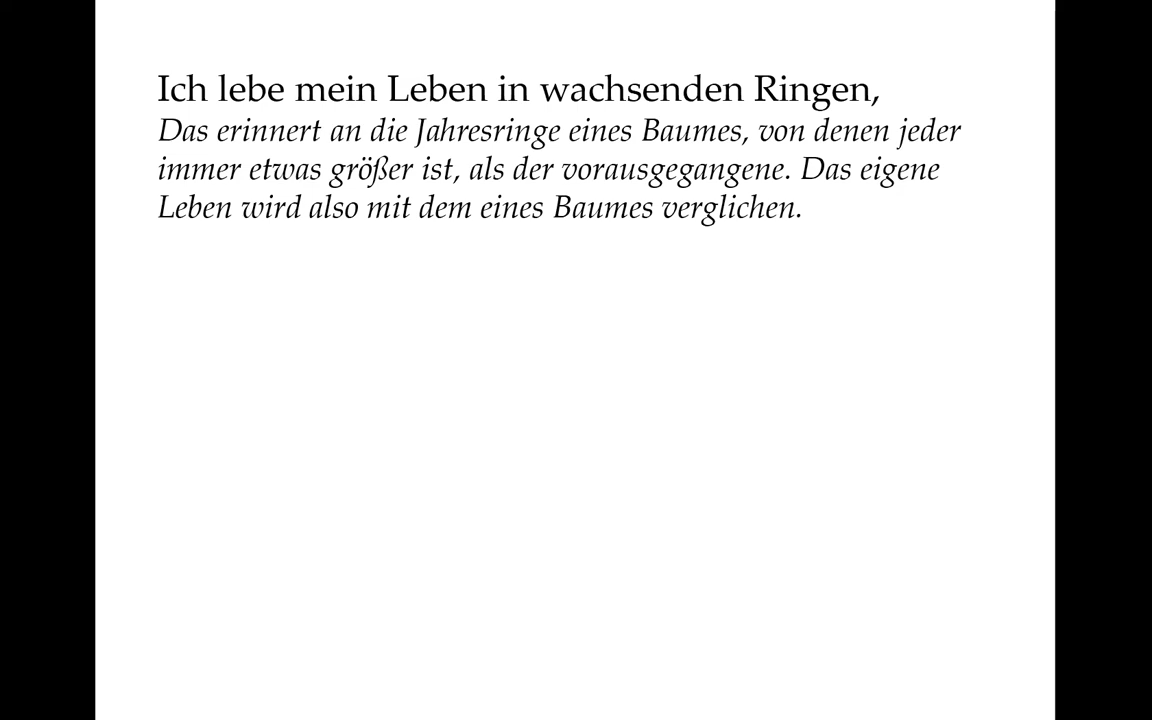 Ich lebe mein Leben in wachsenden Ringen,
Das erinnert an die Jahresringe eines Baumes, von denen jeder
immer etwas größer ist, als der vorausgegangene. Das eigene
Leben wird also mit dem eines Baumes verglichen.